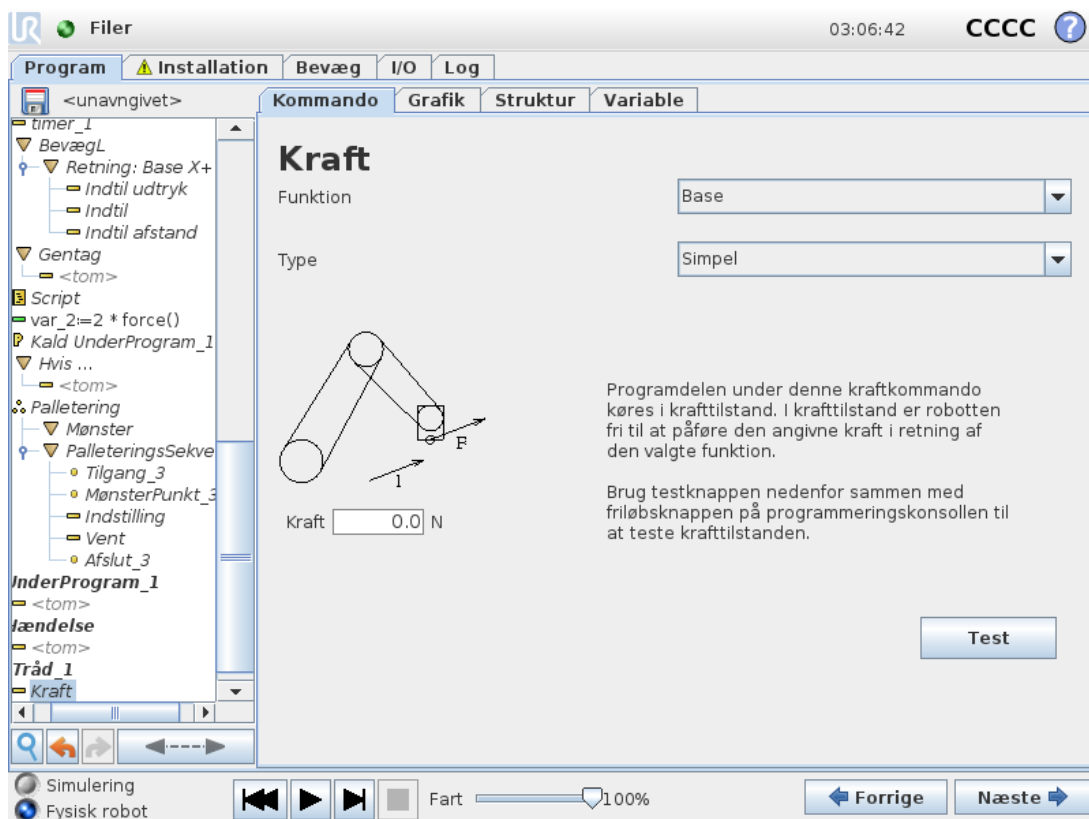 UR Filer 03:06:42 CCCC ?
Program Installation Bevæg I/O Log
<unavngivet>
Kommando Grafik Struktur Variable
timer_1
BevægL
Retning: Base X+
Indtil udtryk
Indtil
Indtil afstand
Gentag
<tom>
Script
var_2:=2 * force()
P Kald UnderProgram_1
Hvis ...
<tom>
Palletering
Mønster
PalleteringsSekve
Tilgang_3
MønsterPunkt_3
Indstilling
Vent
Afslut_3
UnderProgram_1
<tom>
Hændelse
<tom>
Tråd_1
Kraft
Kraft
Funktion Base
Type Simpel
F
1
Kraft 0.0 N
Programdelen under denne kraftkommando
køres i krafttilstand. I krafttilstand er robotten
fri til at påføre den angivne kraft i retning af
den valgte funktion.
Brug testknappen nedenfor sammen med
friløbsknappen på programmeringskonsollen til
at teste krafttilstanden.
Test
Simulering
Fysisk robot
Fart 100%
Forrige Næste